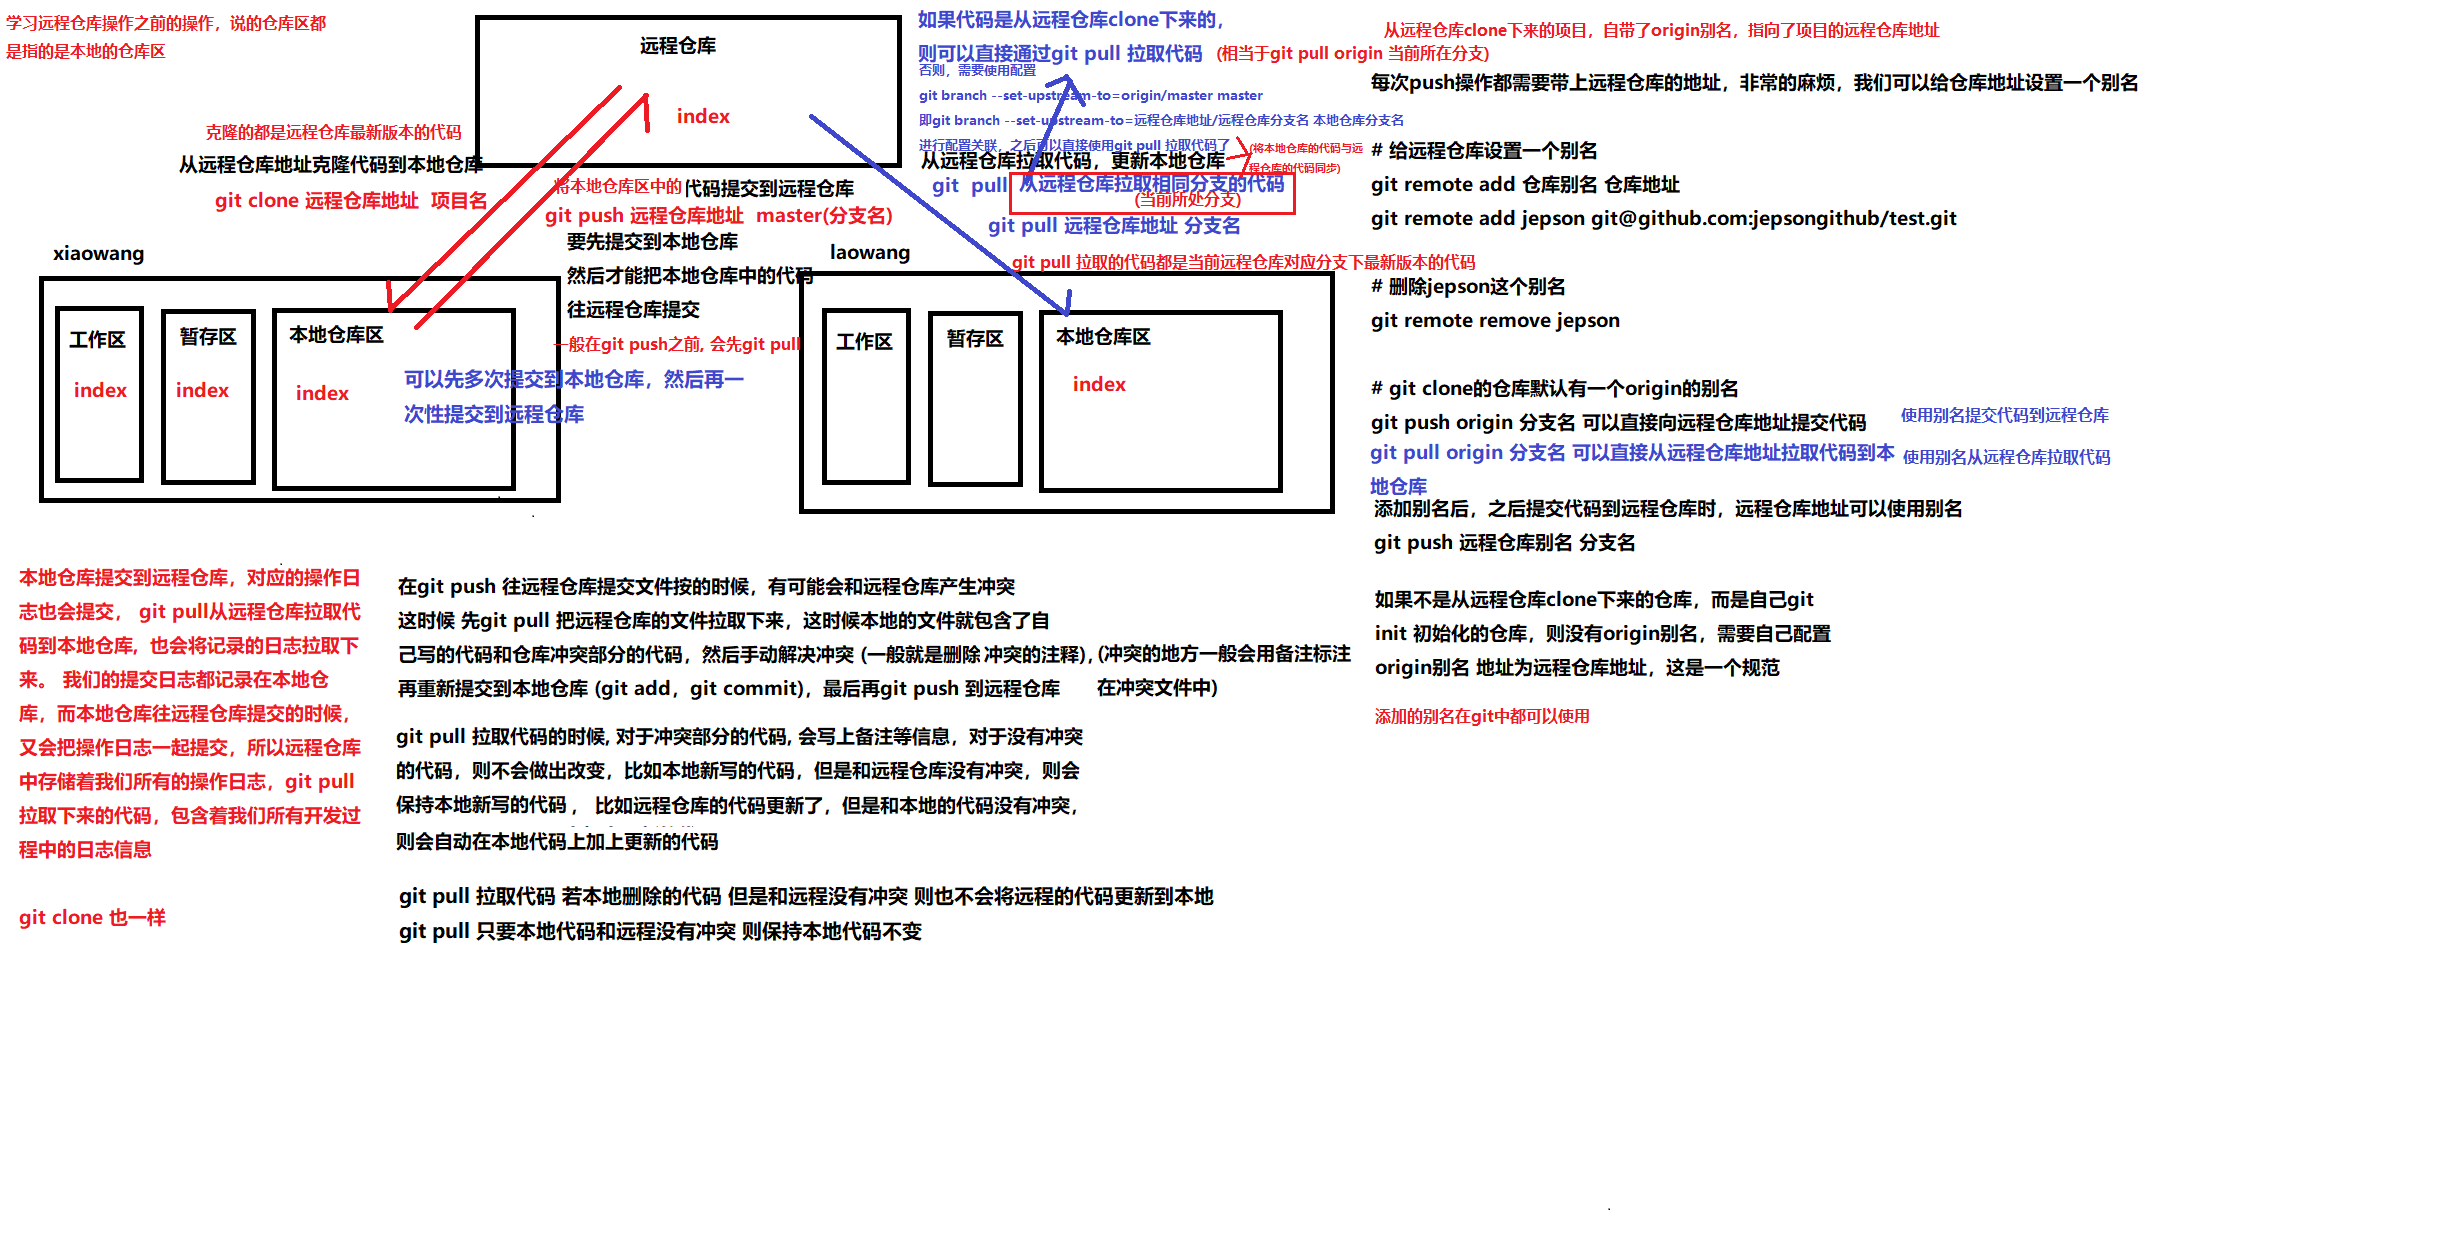 学习远程仓库操作之前的操作，说的仓库区都
是指的是本地的仓库区
远程仓库
index
克隆的都是远程仓库最新版本的代码
从远程仓库地址克隆代码到本地仓库
git clone 远程仓库地址 项目名
将本地仓库区中的 代码提交到远程仓库
git push 远程仓库地址 master(分支名)
要先提交到本地仓库
然后才能把本地仓库中的代码
往远程仓库提交
一般在git push之前, 会先git pull
可以先多次提交到本地仓库，然后再一
次性提交到远程仓库
xiaowang
工作区
index
暂存区
index
本地仓库区
index
如果代码是从远程仓库clone下来的，
则可以直接通过git pull 拉取代码 (相当于git pull origin 当前所在分支)
否则，需要使用配置
git branch --set-upstream-to=origin/master master
即git branch --set-upstream-to=远程仓库地址/远程仓库分支名 本地仓库分支名
进行配置关联，之后可以直接使用git pull 拉取代码了
从远程仓库拉取代码，更新本地仓库
(将本地仓库的代码与远
程仓库的代码同步)
git pull 从远程仓库拉取相同分支的代码
(当前所处分支)
git pull 远程仓库地址 分支名
git pull 拉取的代码都是当前远程仓库对应分支下最新版本的代码
laowang
工作区
暂存区
本地仓库区
index
从远程仓库clone下来的项目，自带了origin别名，指向了项目的远程仓库地址
每次push操作都需要带上远程仓库的地址，非常的麻烦，我们可以给仓库地址设置一个别名
# 给远程仓库设置一个别名
git remote add 仓库别名 仓库地址
git remote add jepson git@github.com:jepsongithub/test.git
# 删除jepson这个别名
git remote remove jepson
# git clone的仓库默认有一个origin的别名
git push origin 分支名 可以直接向远程仓库地址提交代码
使用别名提交代码到远程仓库
git pull origin 分支名 可以直接从远程仓库地址拉取代码到本
地仓库
使用别名从远程仓库拉取代码
添加别名后，之后提交代码到远程仓库时，远程仓库地址可以使用别名
git push 远程仓库别名 分支名
如果不是从远程仓库clone下来的仓库，而是自己git
init 初始化的仓库，则没有origin别名，需要自己配置
origin别名 地址为远程仓库地址，这是一个规范
添加的别名在git中都可以使用
本地仓库提交到远程仓库，对应的操作日
志也会提交， git pull从远程仓库拉取代
码到本地仓库, 也会将记录的日志拉取下
来。 我们的提交日志都记录在本地仓
库，而本地仓库往远程仓库提交的时候，
又会把操作日志一起提交，所以远程仓库
中存储着我们所有的操作日志，git pull
拉取下来的代码，包含着我们所有开发过
程中的日志信息
git clone 也一样
在git push 往远程仓库提交文件按的时候，有可能会和远程仓库产生冲突
这时候 先git pull 把远程仓库的文件拉取下来，这时候本地的文件就包含了自
己写的代码和仓库冲突部分的代码，然后手动解决冲突 (一般就是删除 冲突的注释)，
再重新提交到本地仓库 (git add，git commit)，最后再git push 到远程仓库
(冲突的地方一般会用备注标注
在冲突文件中)
git pull 拉取代码的时候, 对于冲突部分的代码, 会写上备注等信息，对于没有冲突
的代码，则不会做出改变，比如本地新写的代码，但是和远程仓库没有冲突，则会
保持本地新写的代码， 比如远程仓库的代码更新了，但是和本地的代码没有冲突，
则会自动在本地代码上加上更新的代码
git pull 拉取代码 若本地删除的代码 但是和远程没有冲突 则也不会将远程的代码更新到本地
git pull 只要本地代码和远程没有冲突 则保持本地代码不变